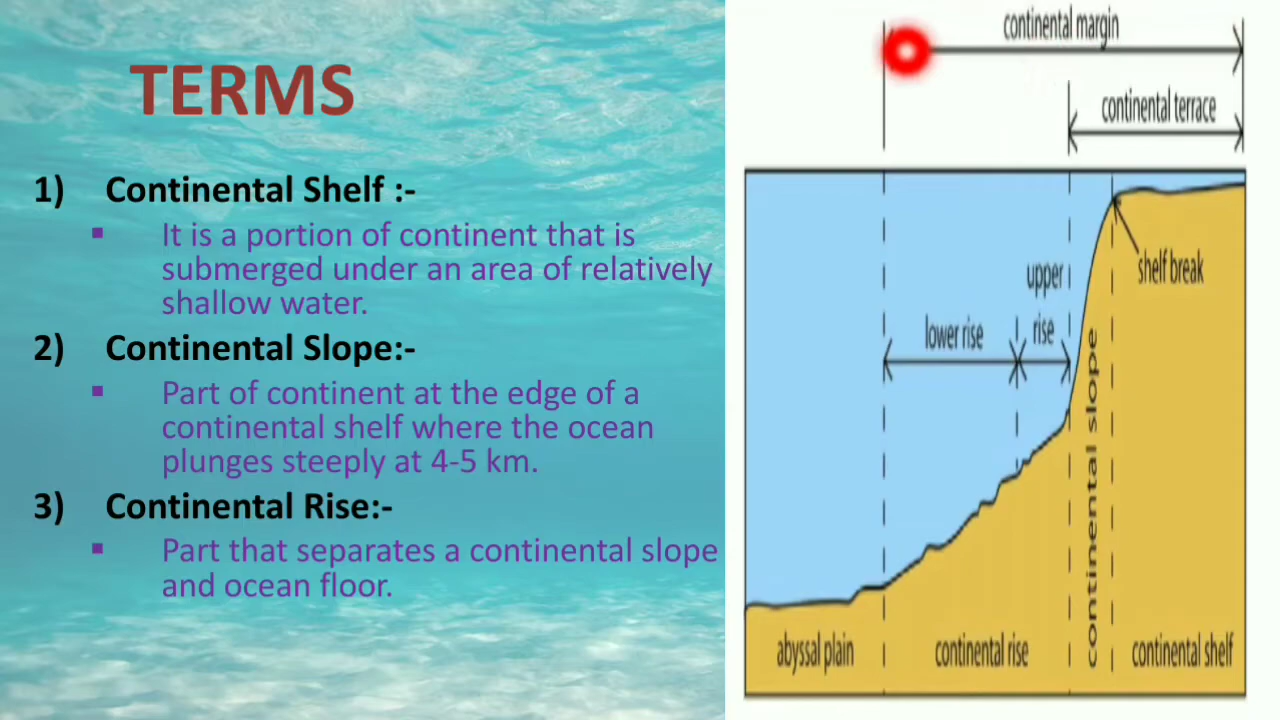 TERMS
1) Continental Shelf :-
▪ It is a portion of continent that is
submerged under an area of relatively
shallow water.
2) Continental Slope:-
▪ Part of continent at the edge of a
continental shelf where the ocean
plunges steeply at 4-5 km.
3) Continental Rise:-
▪ Part that separates a continental slope
and ocean floor.
continental margin
continental terrace
shelf break
upper
rise
lower rise
continental slope
abyssal plain
continental rise
continental shelf